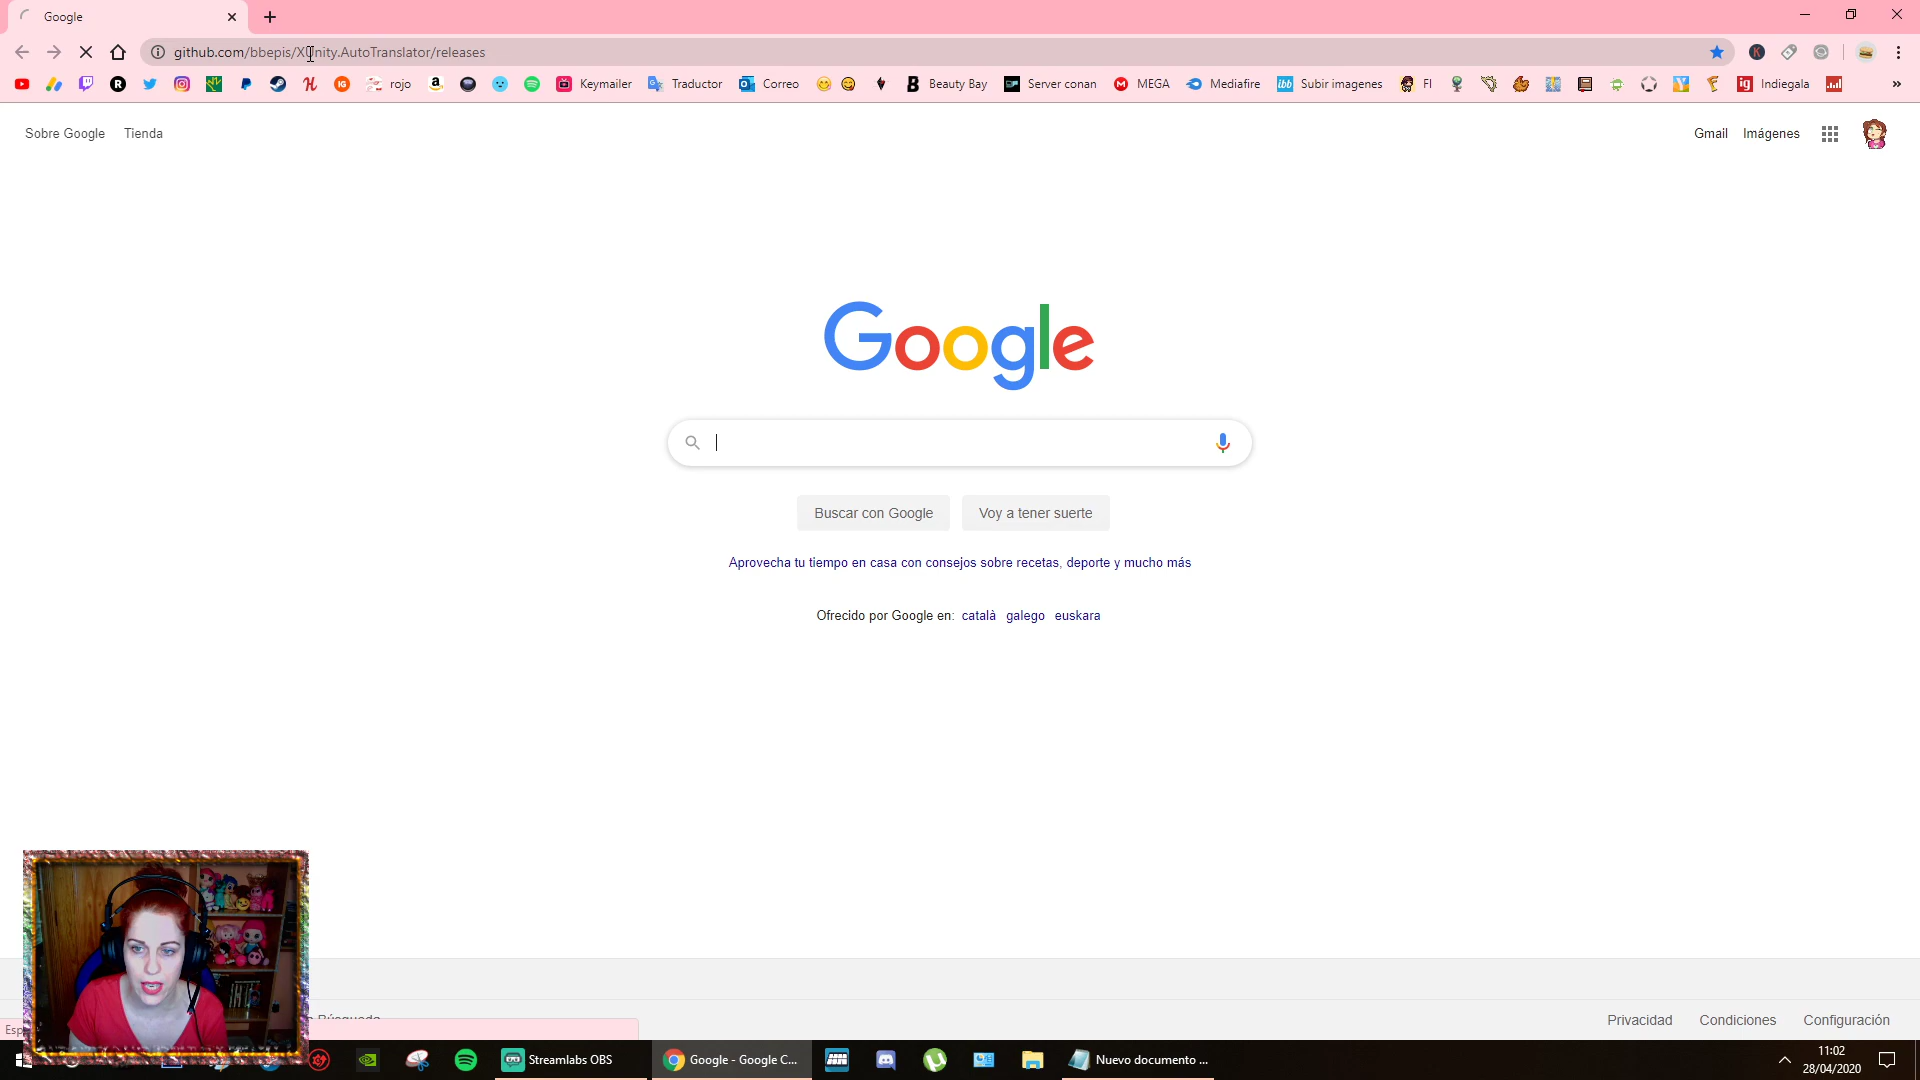 Google
github.com/bbepis/XUnity.AutoTranslator/releases
rojo
Keymailer
Traductor
Correo
Beauty Bay
Server conan
MEGA
Mediafire
Subir imagenes
FI
Indiegala
»
Sobre Google Tienda
Gmail Imágenes
Google
Buscar con Google Voy a tener suerte
Aprovecha tu tiempo en casa con consejos sobre recetas, deporte y mucho más
Ofrecido por Google en: català galego euskara
Privacidad Condiciones Configuración
Streamlabs OBS
Google - Google C...
Nuevo documento ...
11:02
28/04/2020